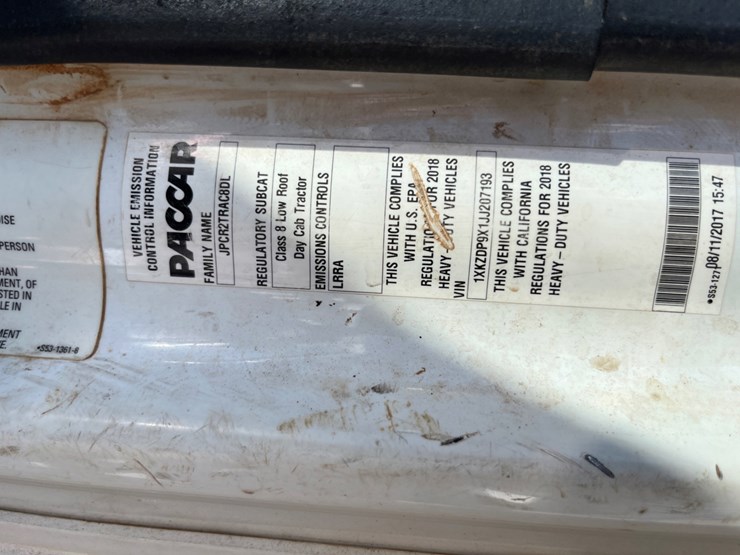 ISE
PERSON
HAN
MENT, OF
STED IN
LE IN
MENT
E.
*S53-1361-6
VEHICLE EMISSION
CONTROL INFORMATION
PACCAR
FAMILY NAME
JPCR2TRAC8DL
REGULATORY SUBCAT
Class 8 Low Roof
Day Cab Tractor
EMISSIONS CONTROLS
LRRA
THIS VEHICLE COMPLIES
WITH U.S. EPA
FOR 2018
HEAVY - DUTY VEHICLES
VIN
1XKZDP9X1JJ207193
THIS VEHICLE COMPLIES
WITH CALIFORNIA
REGULATIONS FOR 2018
HEAVY - DUTY VEHICLES
08/11/2017 15:47